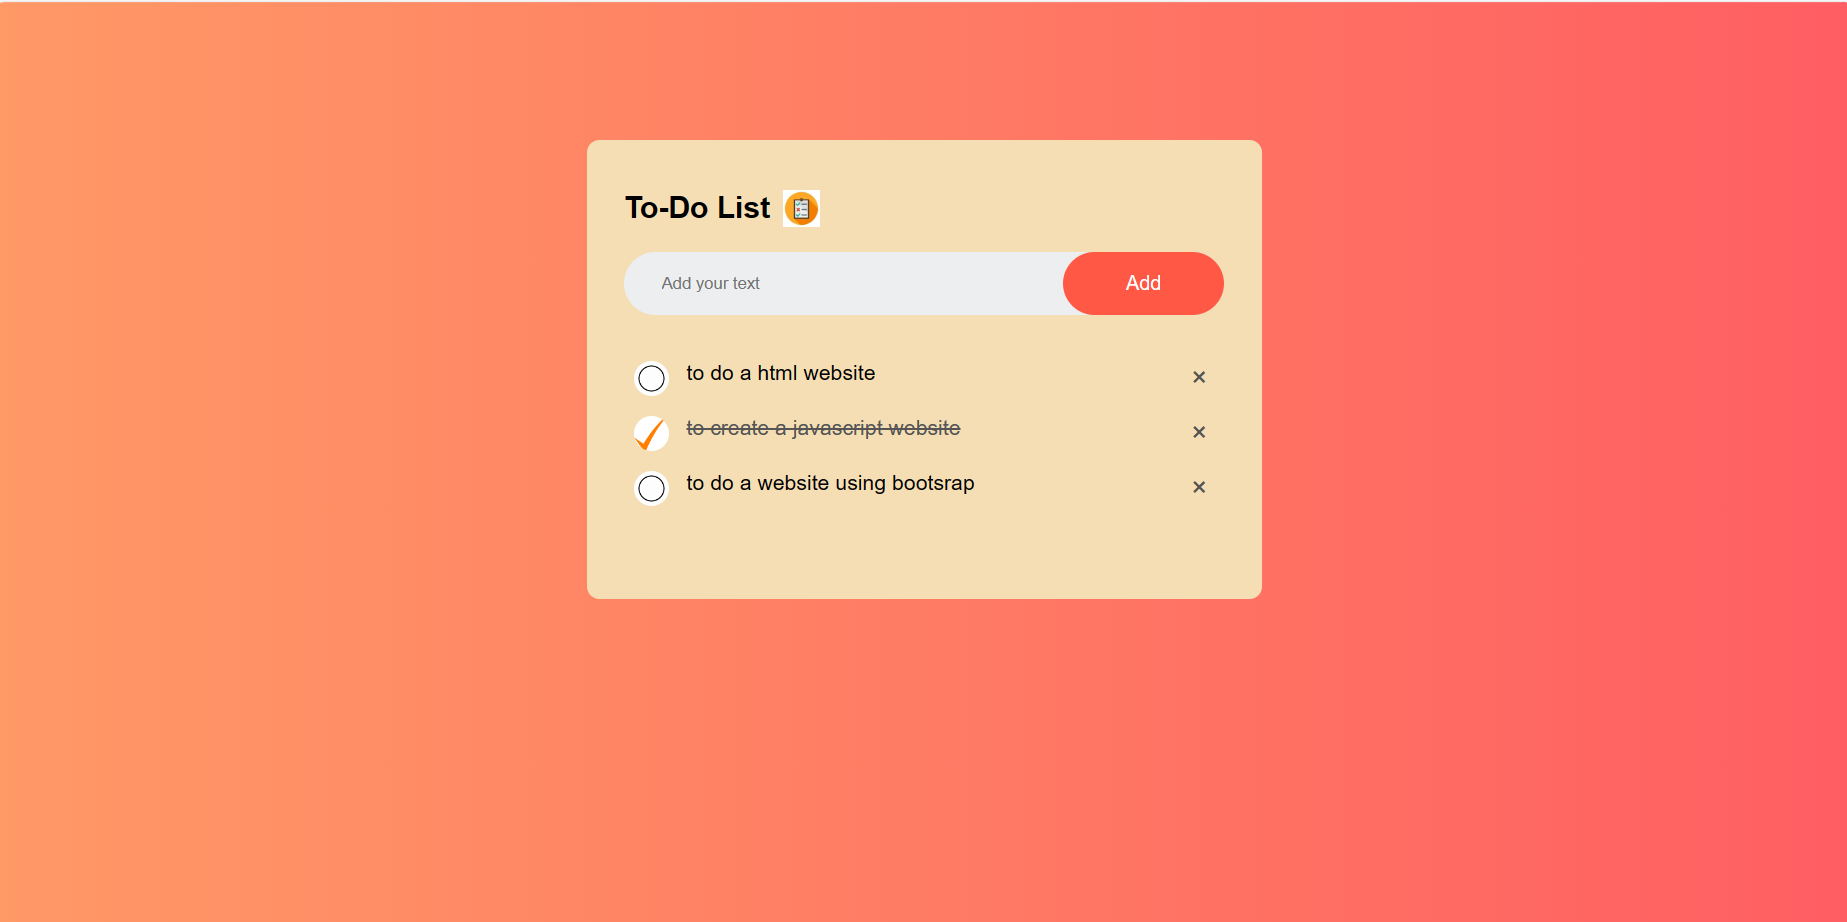 To-Do List
Add your text Add
to do a html website ×
to create a javascript website ×
to do a website using bootsrap ×